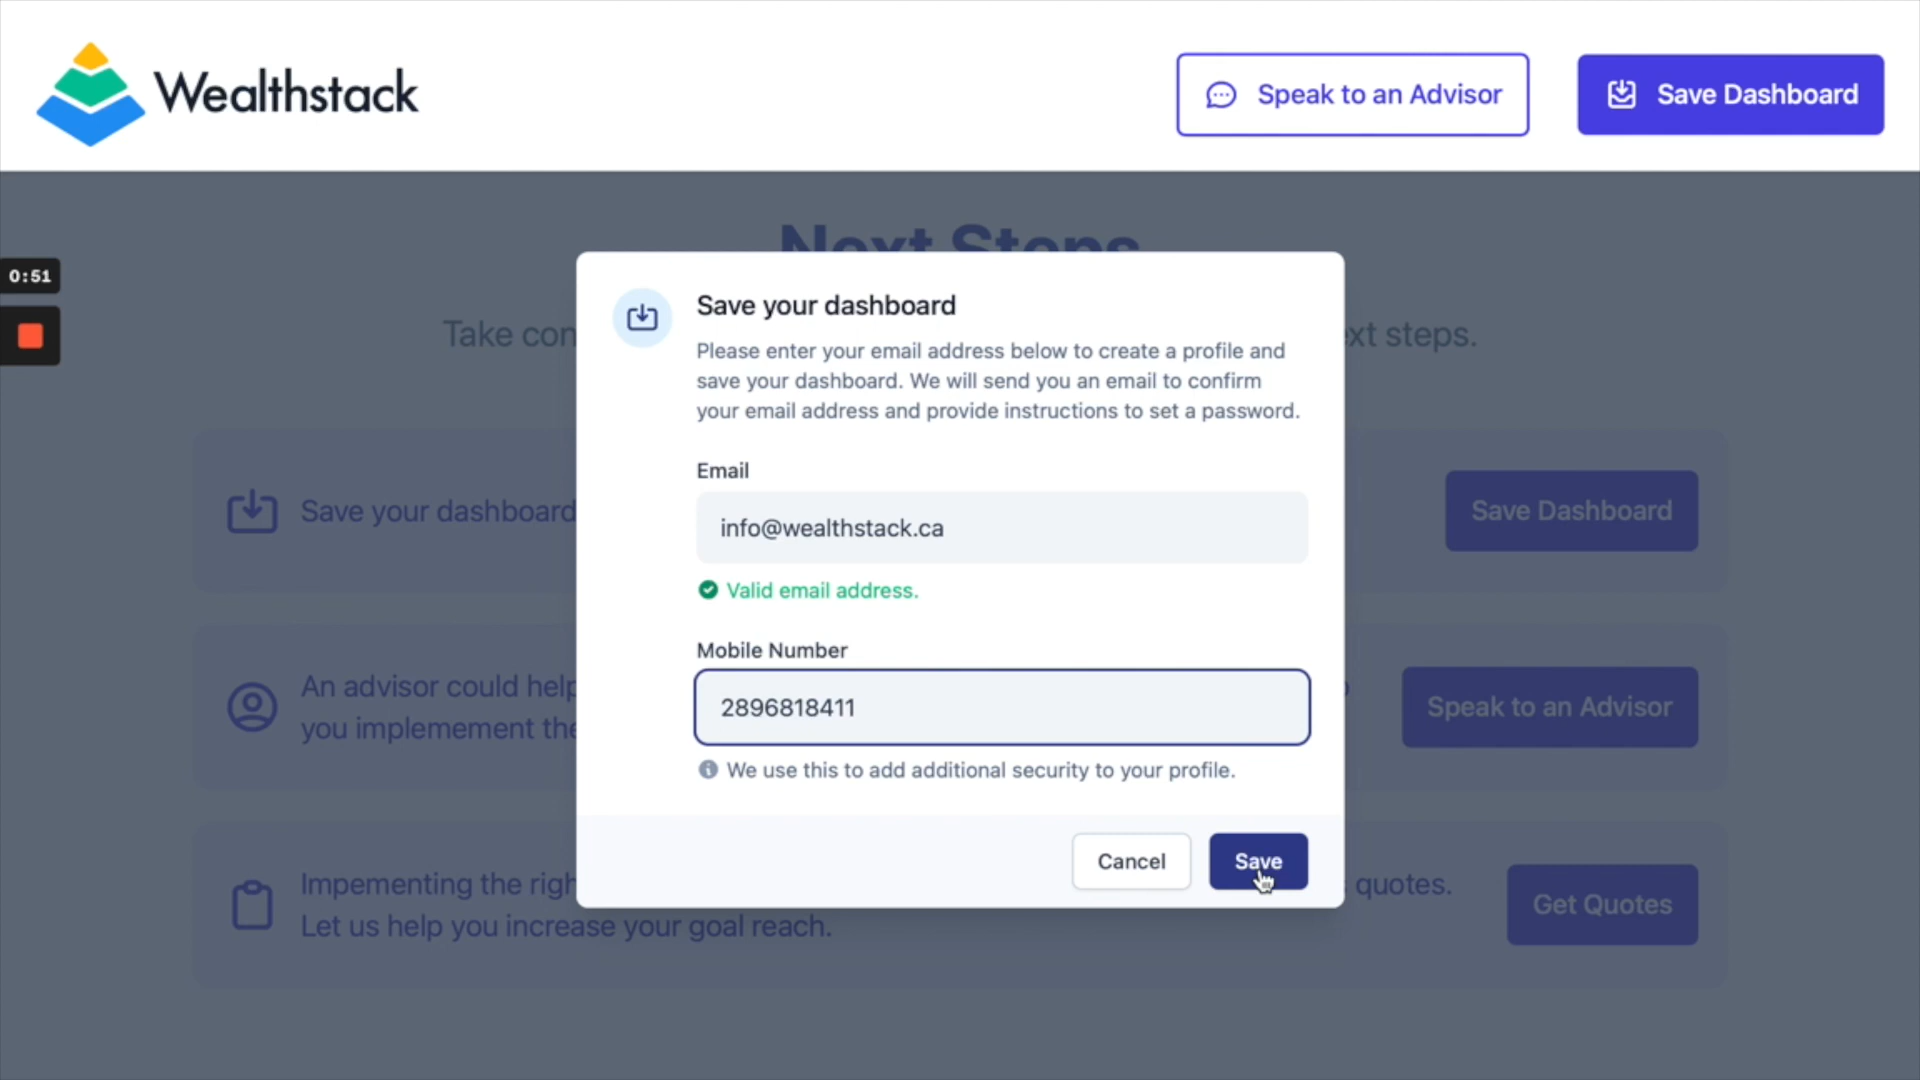 Wealthstack
Speak to an Advisor
Save Dashboard
Next Steps
0:51
Take con
ext steps.
Save your dashboard
Please enter your email address below to create a profile and
save your dashboard. We will send you an email to confirm
your email address and provide instructions to set a password.
Email
info@wealthstack.ca
Valid email address.
Mobile Number
2896818411
We use this to add additional security to your profile.
Cancel
Save
Save your dashboard
Save Dashboard
An advisor could help
you implemement the
Speak to an Advisor
Impementing the righ
quotes.
Let us help you increase your goal reach.
Get Quotes